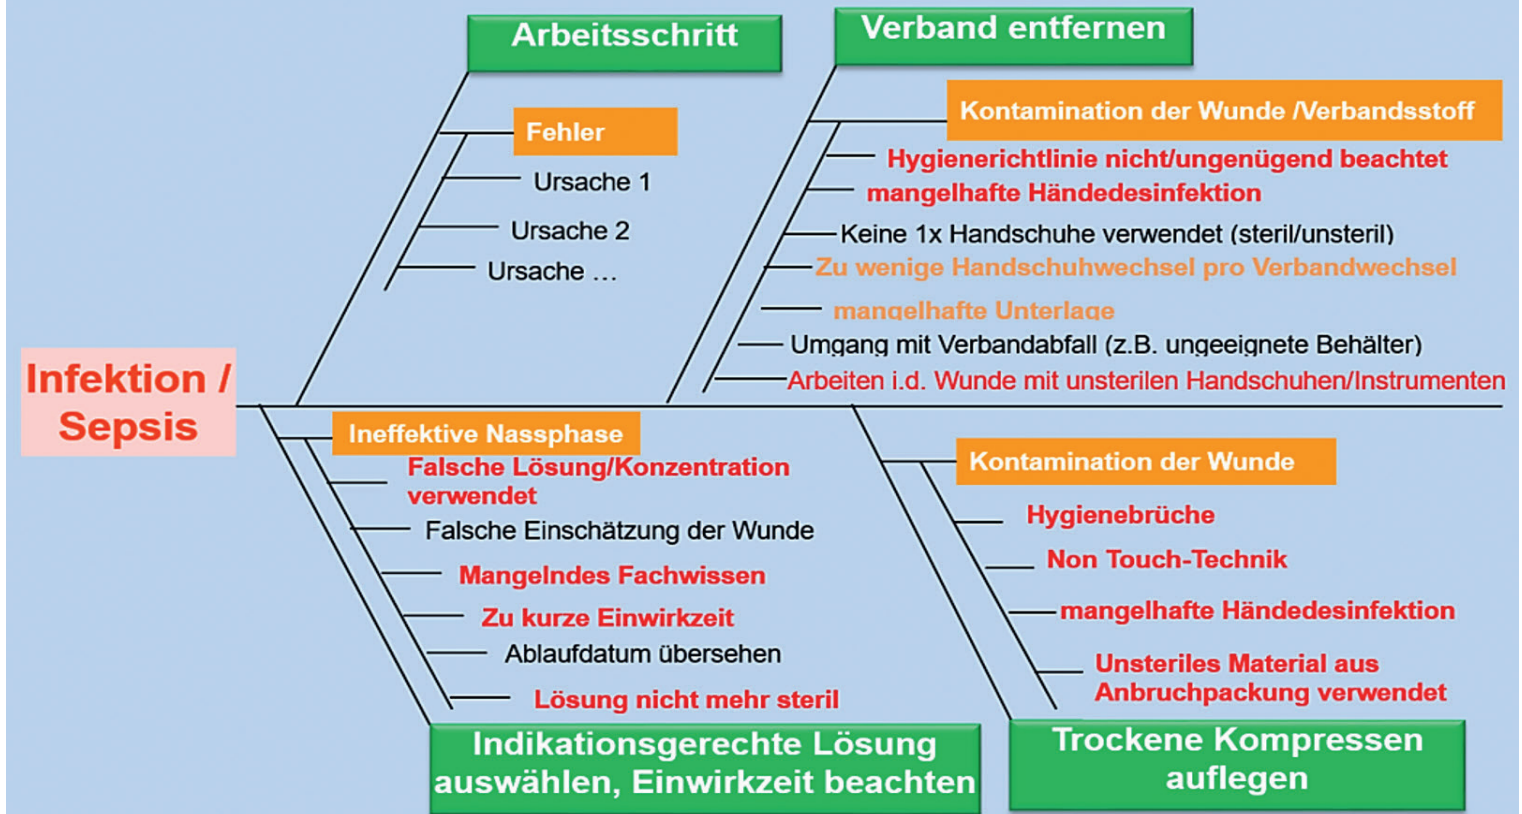 Arbeitsschritt
Fehler
Ursache 1
Ursache 2
Ursache …
Verband entfernen
Kontamination der Wunde /Verbandsstoff
Hygienerichtlinie nicht/ungenügend beachtet
mangelhafte Händedesinfektion
Keine 1x Handschuhe verwendet (steril/unsteril)
Zu wenige Handschuhwechsel pro Verbandwechsel
mangelhafte Unterlage
Umgang mit Verbandabfall (z.B. ungeeignete Behälter)
Arbeiten i.d. Wunde mit unsterilen Handschuhen/Instrumenten
Infektion /
Sepsis
Ineffektive Nassphase
Falsche Lösung/Konzentration
verwendet
Falsche Einschätzung der Wunde
Mangelndes Fachwissen
Zu kurze Einwirkzeit
Ablaufdatum übersehen
Lösung nicht mehr steril
Indikationsgerechte Lösung
auswählen, Einwirkzeit beachten
Kontamination der Wunde
Hygienebrüche
Non Touch-Technik
mangelhafte Händedesinfektion
Unsteriles Material aus
Anbruchpackung verwendet
Trockene Kompressen
auflegen